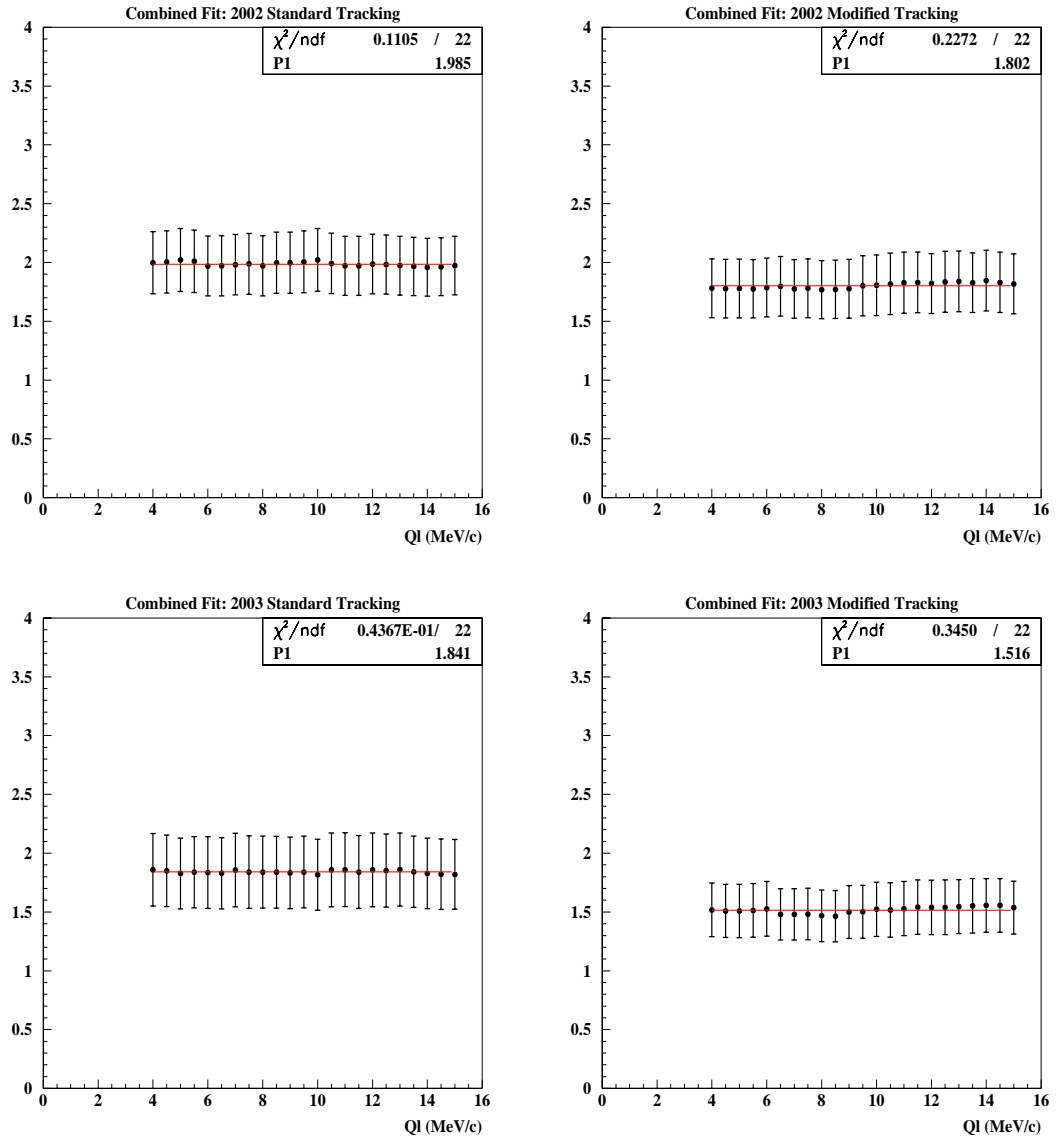 Combined Fit: 2002 Standard Tracking
χ²/ndf 0.1105 / 22
P1 1.985
4
3.5
3
2.5
2
1.5
1
0.5
0
0 2 4 6 8 10 12 14 16
Ql (MeV/c)
Combined Fit: 2002 Modified Tracking
χ²/ndf 0.2272 / 22
P1 1.802
4
3.5
3
2.5
2
1.5
1
0.5
0
0 2 4 6 8 10 12 14 16
Ql (MeV/c)
Combined Fit: 2003 Standard Tracking
χ²/ndf 0.4367E-01/ 22
P1 1.841
4
3.5
3
2.5
2
1.5
1
0.5
0
0 2 4 6 8 10 12 14 16
Ql (MeV/c)
Combined Fit: 2003 Modified Tracking
χ²/ndf 0.3450 / 22
P1 1.516
4
3.5
3
2.5
2
1.5
1
0.5
0
0 2 4 6 8 10 12 14 16
Ql (MeV/c)